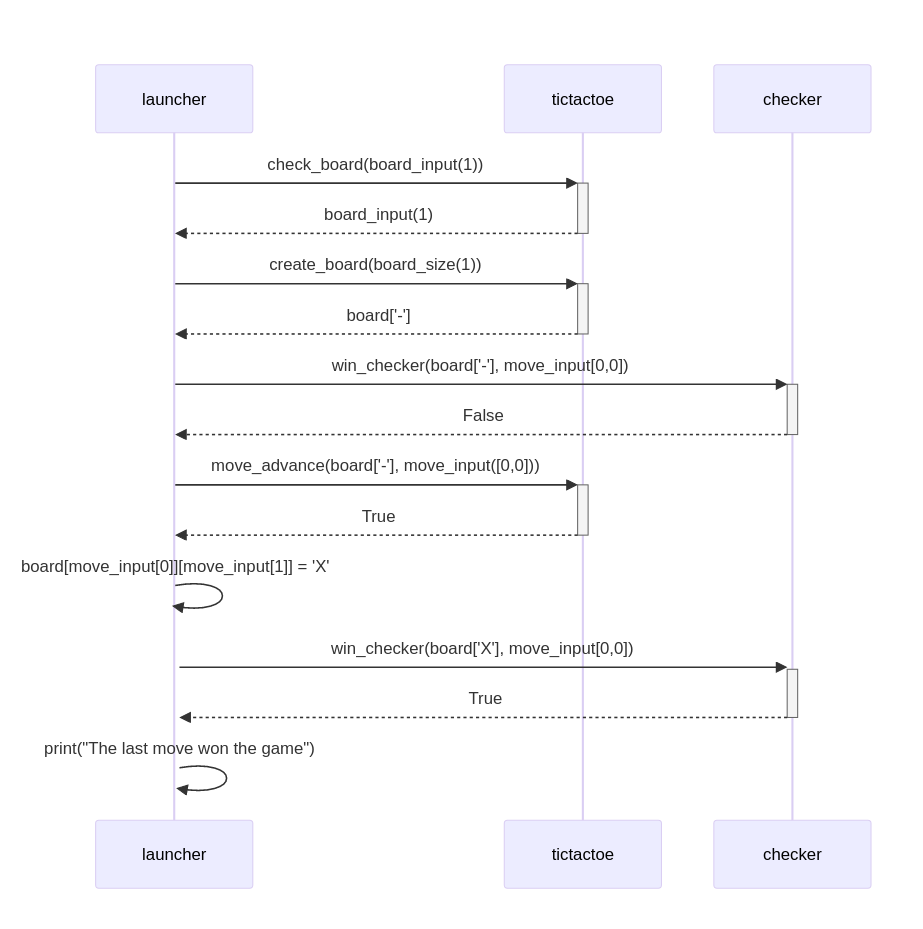 launcher
tictactoe
checker
check_board(board_input(1))
board_input(1)
create_board(board_size(1))
board['-']
win_checker(board['-'], move_input[0,0])
False
move_advance(board['-'], move_input([0,0]))
True
board[move_input[0]][move_input[1]] = 'X'
win_checker(board['X'], move_input[0,0])
True
print("The last move won the game")
launcher
tictactoe
checker